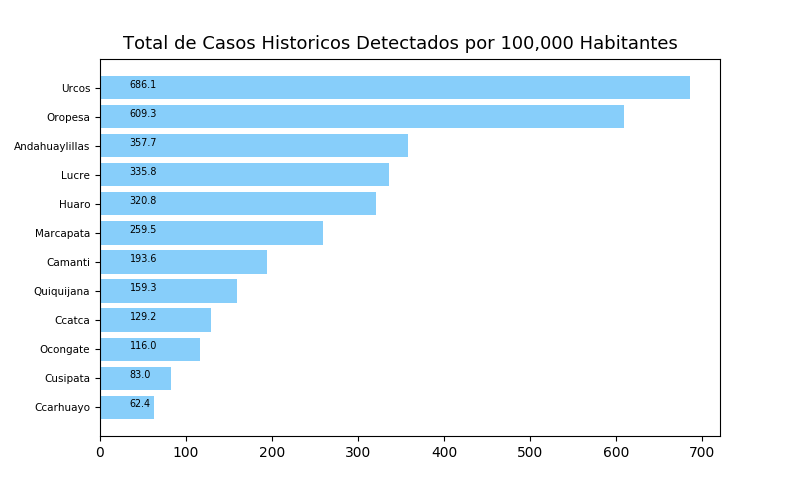 Total de Casos Historicos Detectados por 100,000 Habitantes
Urcos 686.1
Oropesa 609.3
Andahuaylillas 357.7
Lucre 335.8
Huaro 320.8
Marcapata 259.5
Camanti 193.6
Quiquijana 159.3
Ccatca 129.2
Ocongate 116.0
Cusipata 83.0
Ccarhuayo 62.4
0 100 200 300 400 500 600 700